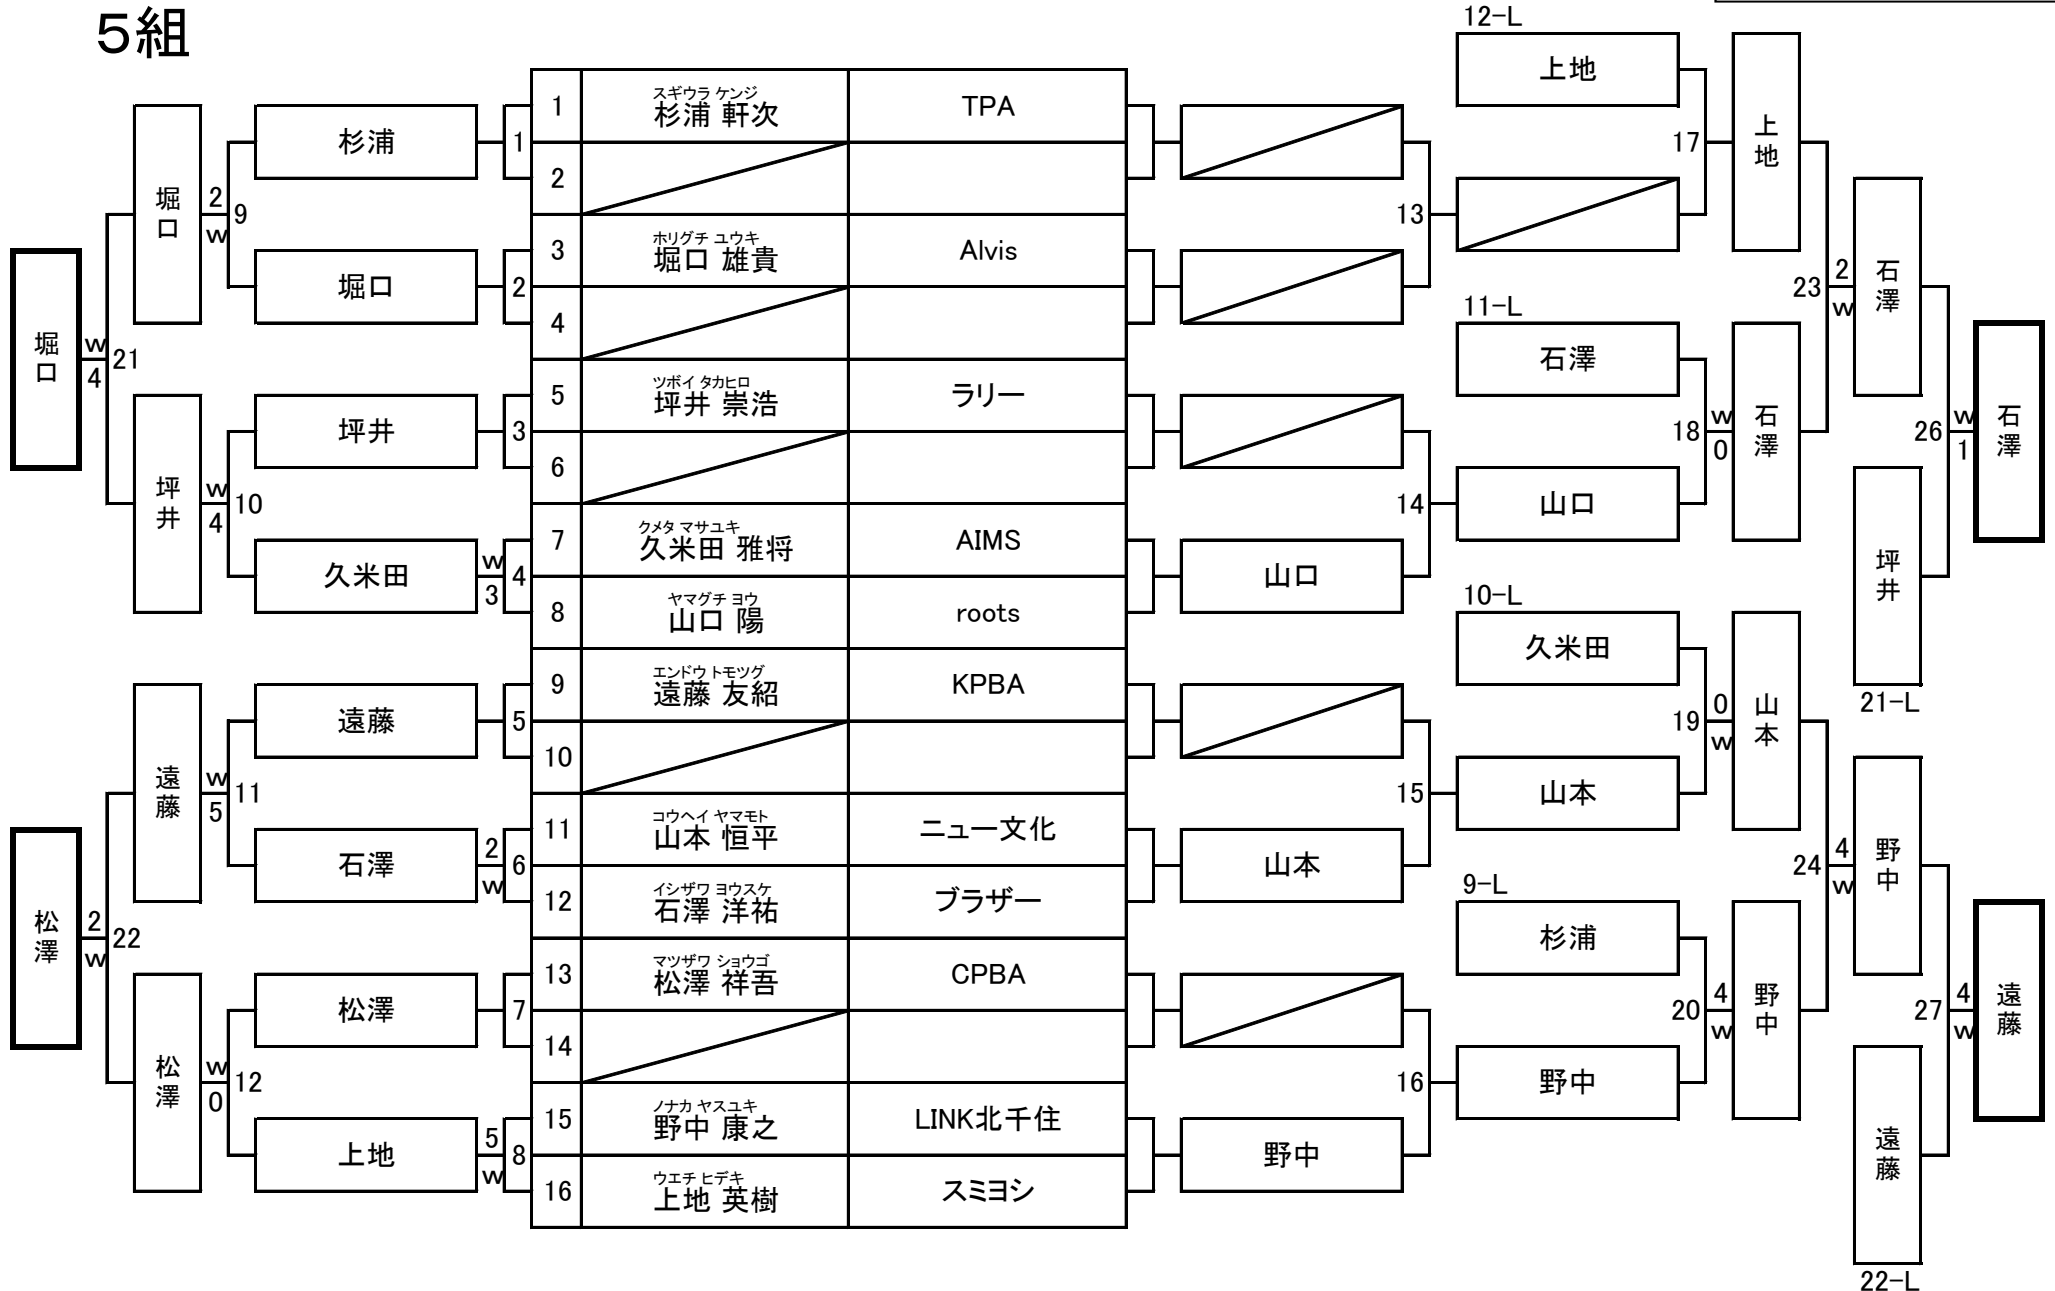 5組
堀口
w
4
21
松澤
2
w
22
堀口
2
w
9
坪井
w
4
10
遠藤
w
5
11
松澤
w
0
12
杉浦
1
堀口
2
坪井
3
久米田
w
3
4
遠藤
5
石澤
2
w
6
松澤
7
上地
5
w
8
スギウラ ケンジ
1 杉浦 軒次 TPA
2
ホリグチ ユウキ
3 堀口 雄貴 Alvis
4
ツボイ タカヒロ
5 坪井 崇浩 ラリー
6
クメタ マサユキ
7 久米田 雅将 AIMS
ヤマグチ ヨウ
8 山口 陽 roots
エンドウ トモツグ
9 遠藤 友紹 KPBA
10
コウヘイ ヤマモト
11 山本 恒平 ニュー文化
イシザワ ヨウスケ
12 石澤 洋祐 ブラザー
マツザワ ショウゴ
13 松澤 祥吾 CPBA
14
ノナカ ヤスユキ
15 野中 康之 LINK北千住
ウエチ ヒデキ
16 上地 英樹 スミヨシ
山口
山本
野中
13
14
15
16
12-L
上地
17
11-L
石澤
山口
18
w
0
10-L
久米田
山本
19
0
w
9-L
杉浦
野中
20
4
w
上地
石澤
23
2
w
山本
野中
24
4
w
石澤
坪井
21-L
26
w
1
野中
遠藤
22-L
27
4
w
石澤
遠藤